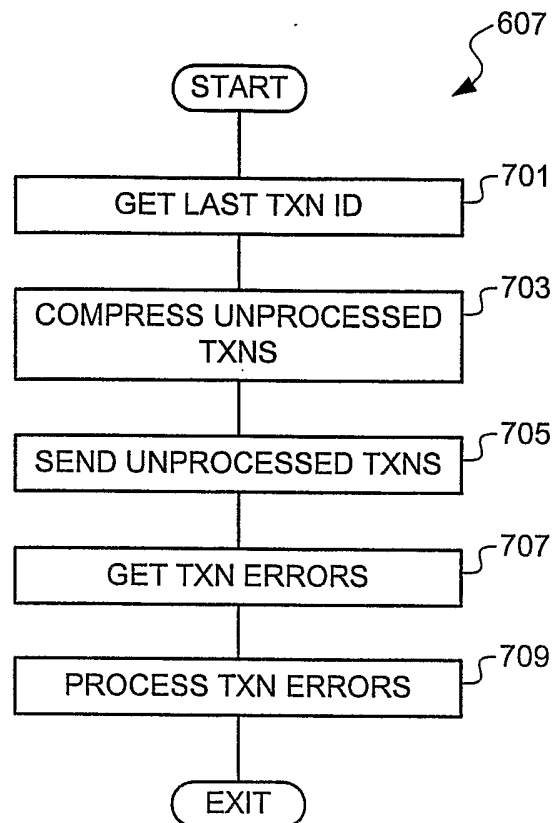 607
START
701
GET LAST TXN ID
703
COMPRESS UNPROCESSED
TXNS
705
SEND UNPROCESSED TXNS
707
GET TXN ERRORS
709
PROCESS TXN ERRORS
EXIT